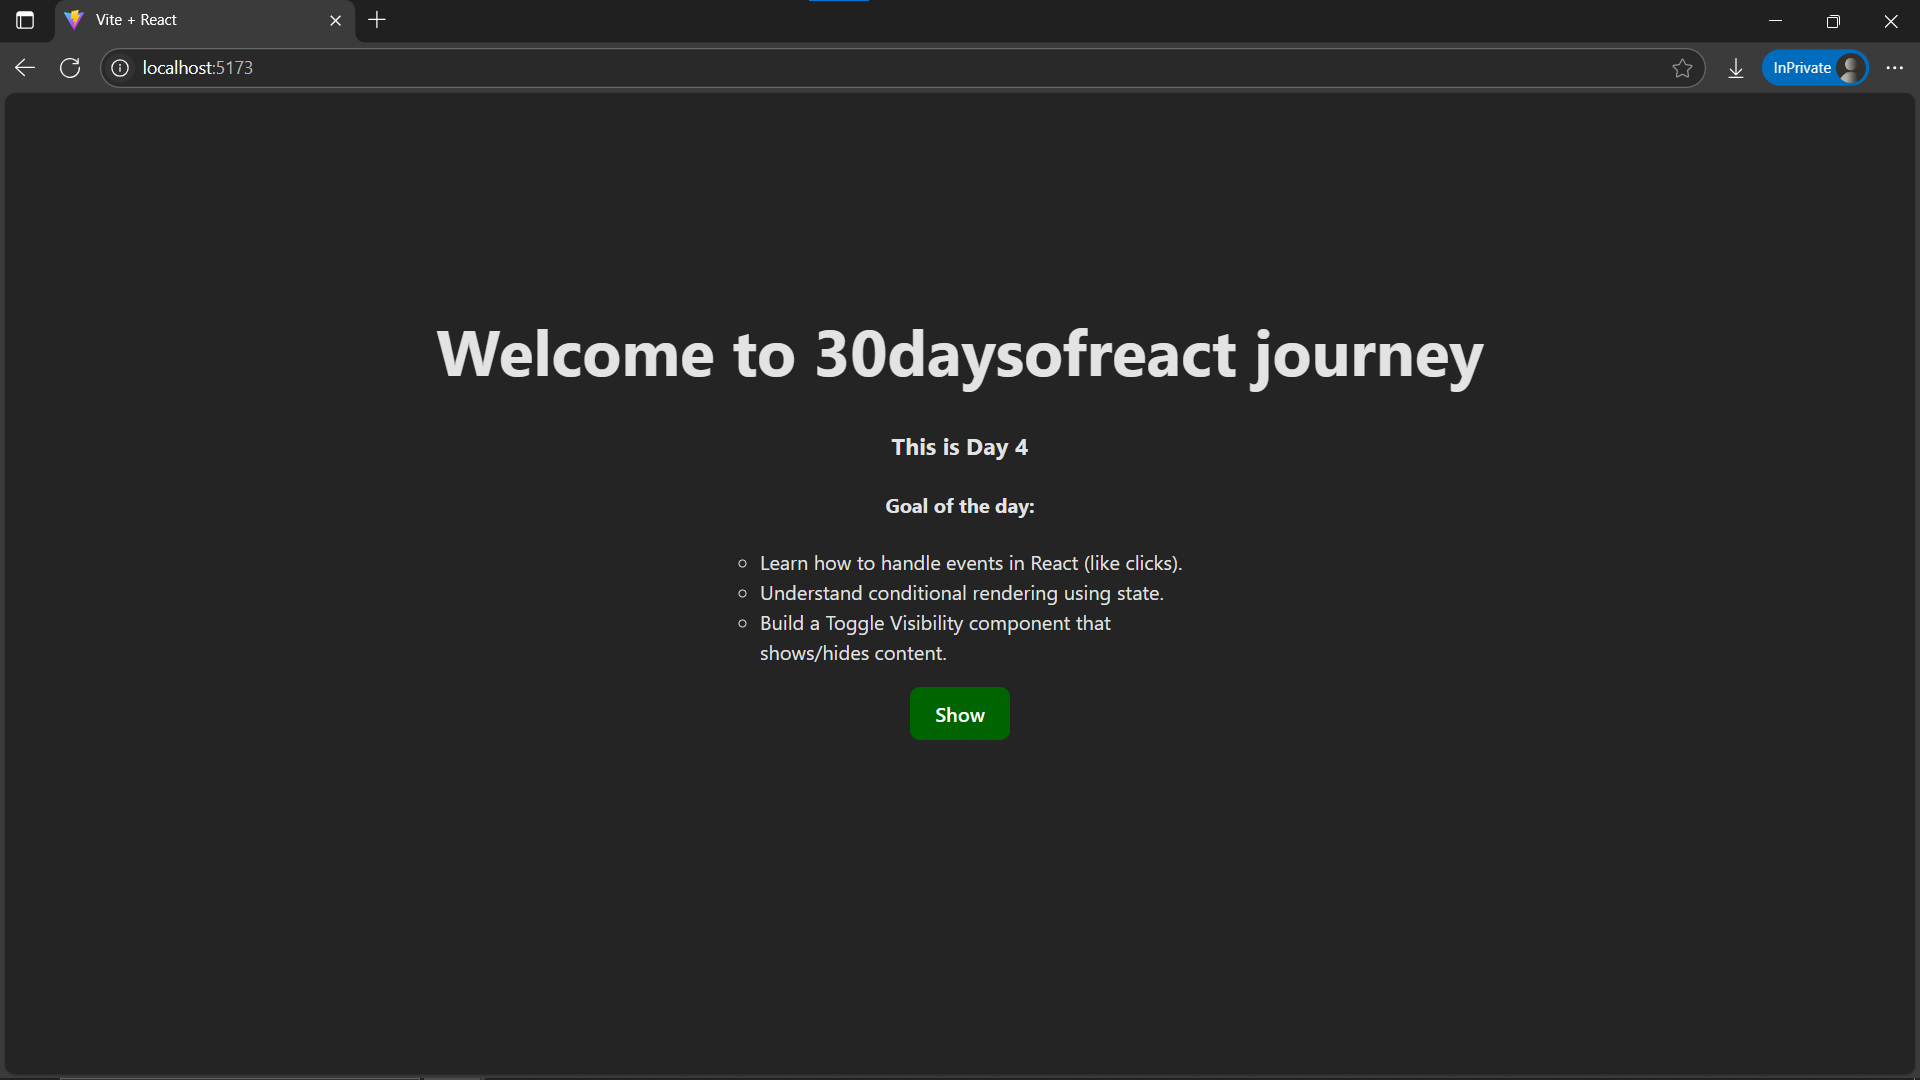 Vite + React
localhost:5173
InPrivate
Welcome to 30daysofreact journey
This is Day 4
Goal of the day:
Learn how to handle events in React (like clicks).
Understand conditional rendering using state.
Build a Toggle Visibility component that
shows/hides content.
Show